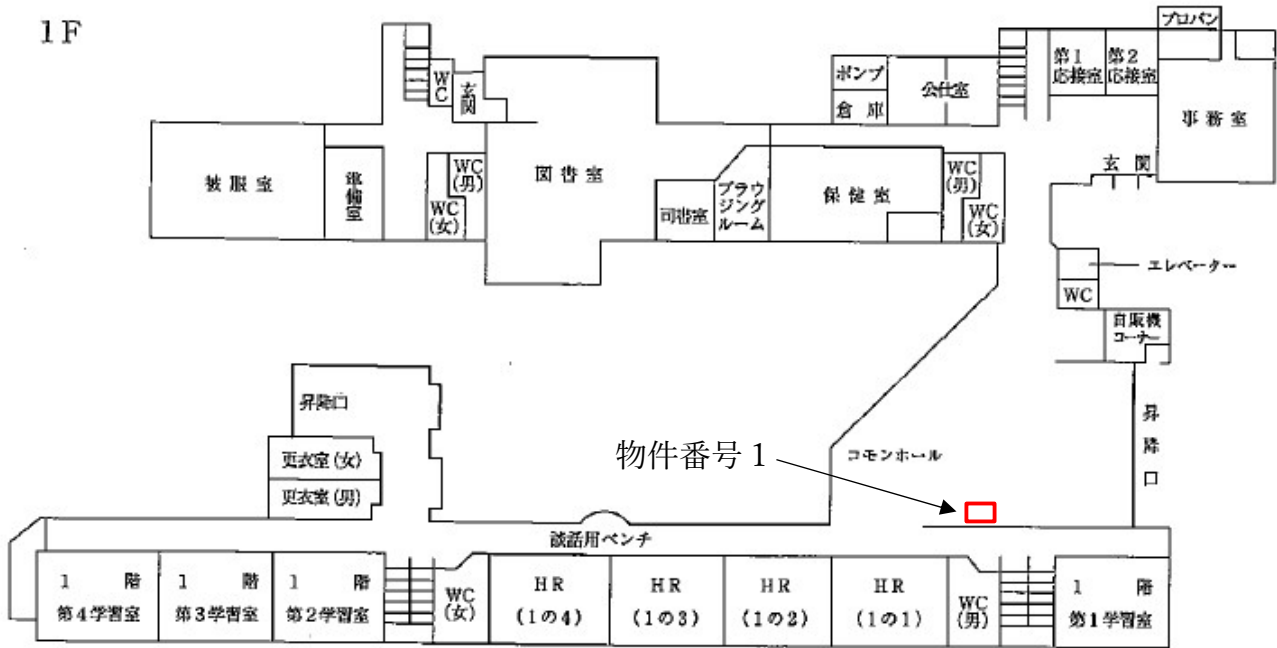 1F
プロパン
第1
応接室
第2
応接室
事務室
ポンプ
倉庫
公仕室
WC
玄関
玄関
被服室
準備室
WC
(男)
WC
(女)
図書室
司書室
ブラウジングルーム
保健室
WC
(男)
WC
(女)
エレベーター
WC
自販機
コーナー
昇降口
昇降口
更衣室(女)
更衣室(男)
物件番号1
コモンホール
談話用ベンチ
1階
第4学習室
1階
第3学習室
1階
第2学習室
WC
(女)
HR
(1の4)
HR
(1の3)
HR
(1の2)
HR
(1の1)
WC
(男)
1階
第1学習室